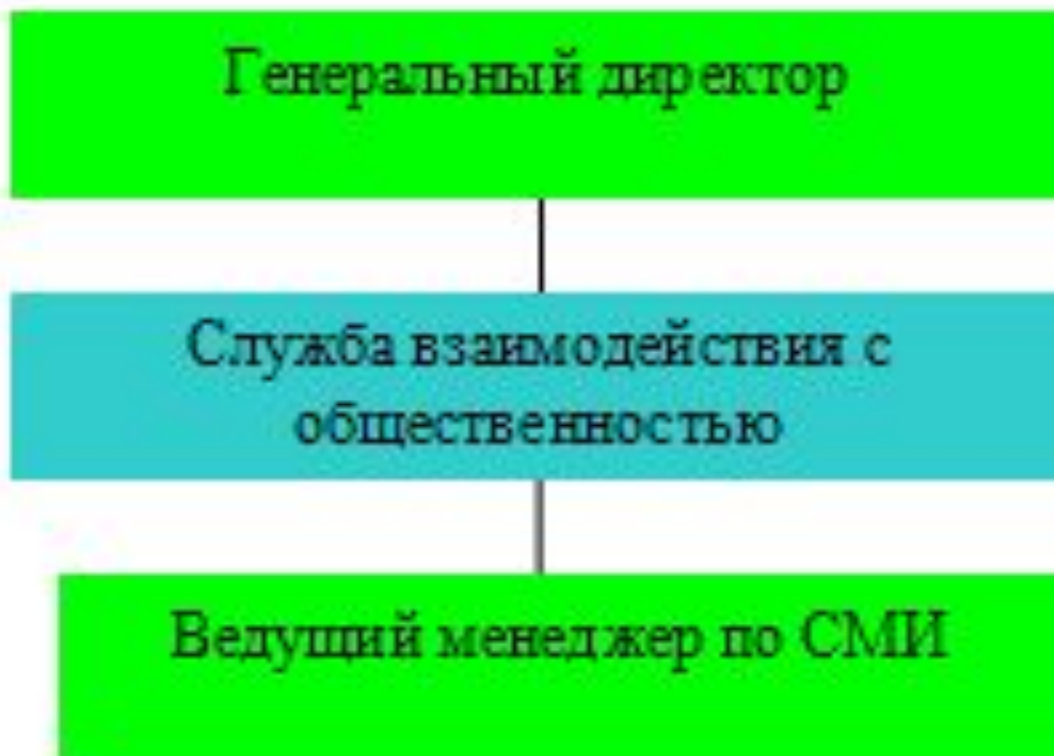 Генеральный директор
Служба взаимодействия с
общественностью
Ведущий менеджер по СМИ